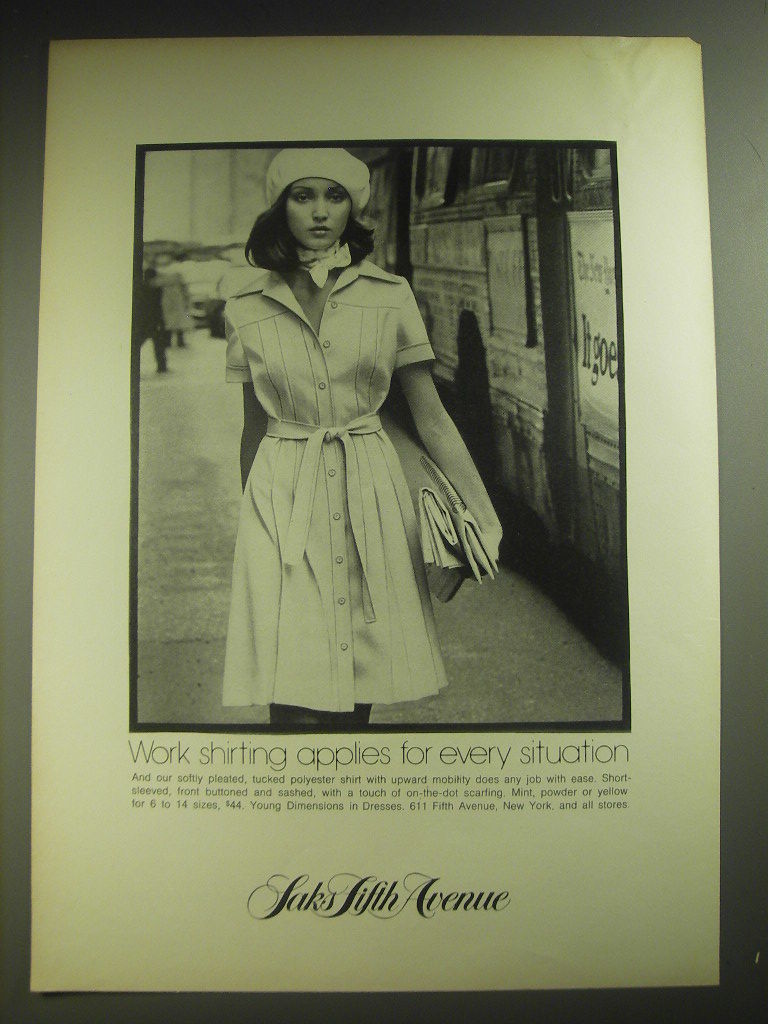 The New
It goe
Work shirting applies for every situation
And our softly pleated, tucked polyester shirt with upward mobility does any job with ease. Short-
sleeved, front buttoned and sashed, with a touch of on-the-dot scarfing. Mint, powder or yellow
for 6 to 14 sizes, $44. Young Dimensions in Dresses. 611 Fifth Avenue, New York, and all stores
Saks Fifth Avenue